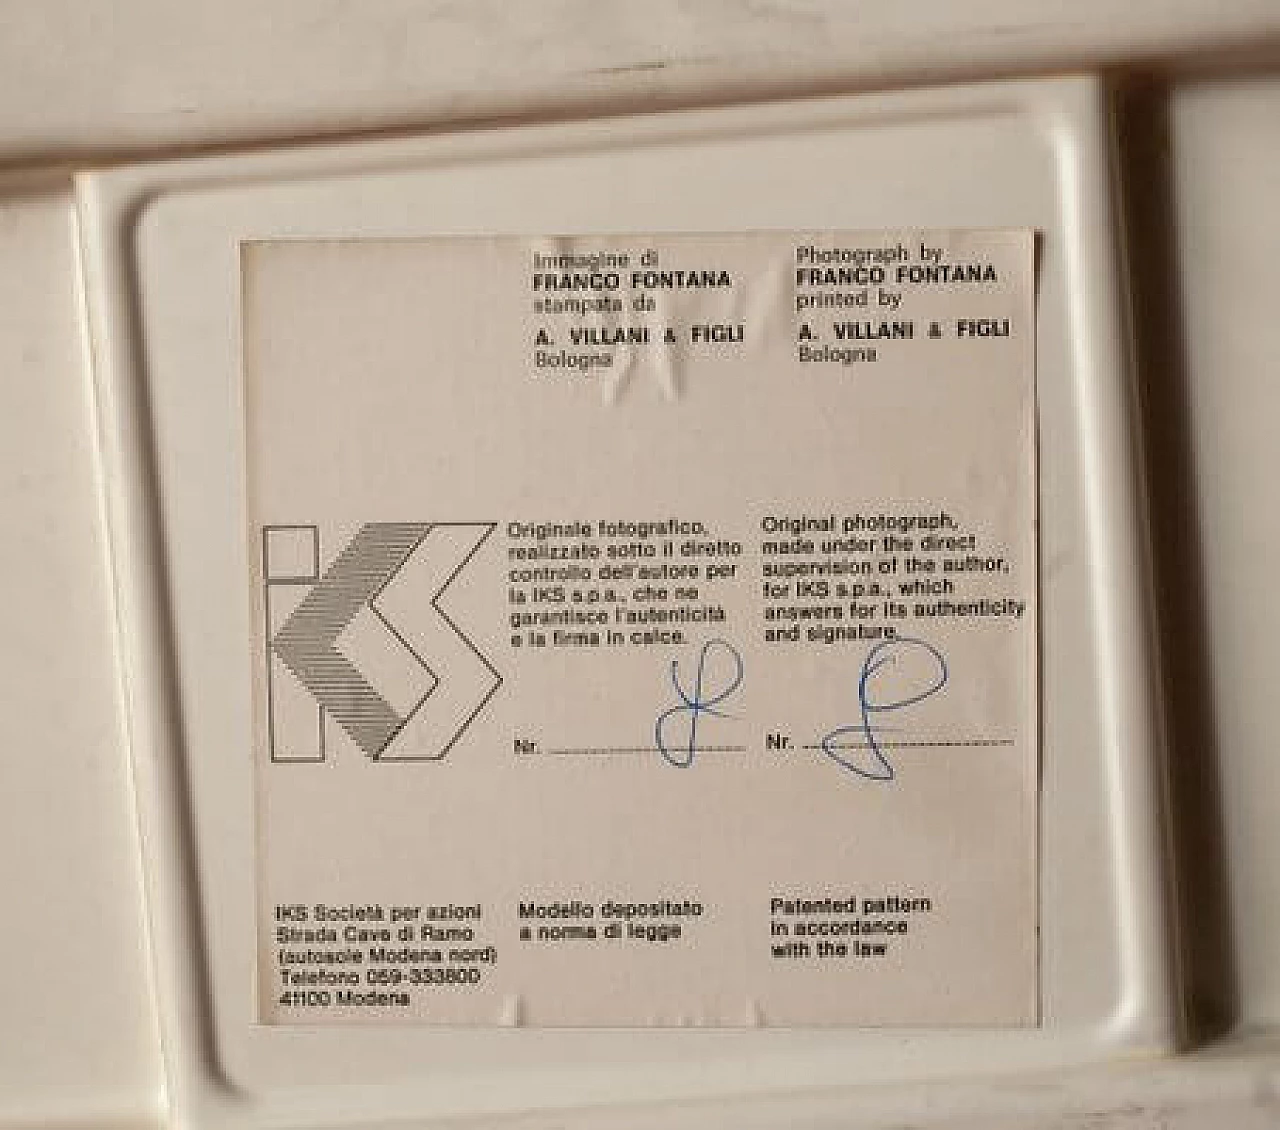 Immagine di
FRANCO FONTANA
stampata da
A. VILLANI & FIGLI
Bologna
Photograph by
FRANCO FONTANA
printed by
A. VILLANI & FIGLI
Bologna
iKS
Originale fotografico,
realizzato sotto il diretto
controllo dell'autore per
la IKS s.p.a., che ne
garantisce l'autenticità
e la firma in calce.
Nr.
Original photograph,
made under the direct
supervision of the author,
for IKS s.p.a., which
answers for its authenticity
and signature.
Nr.
IKS Società per azioni
Strada Cave di Ramo
(autosole Modena nord)
Telefono 059-333600
41100 Modena
Modello depositato
a norma di legge
Patented pattern
in accordance
with the law